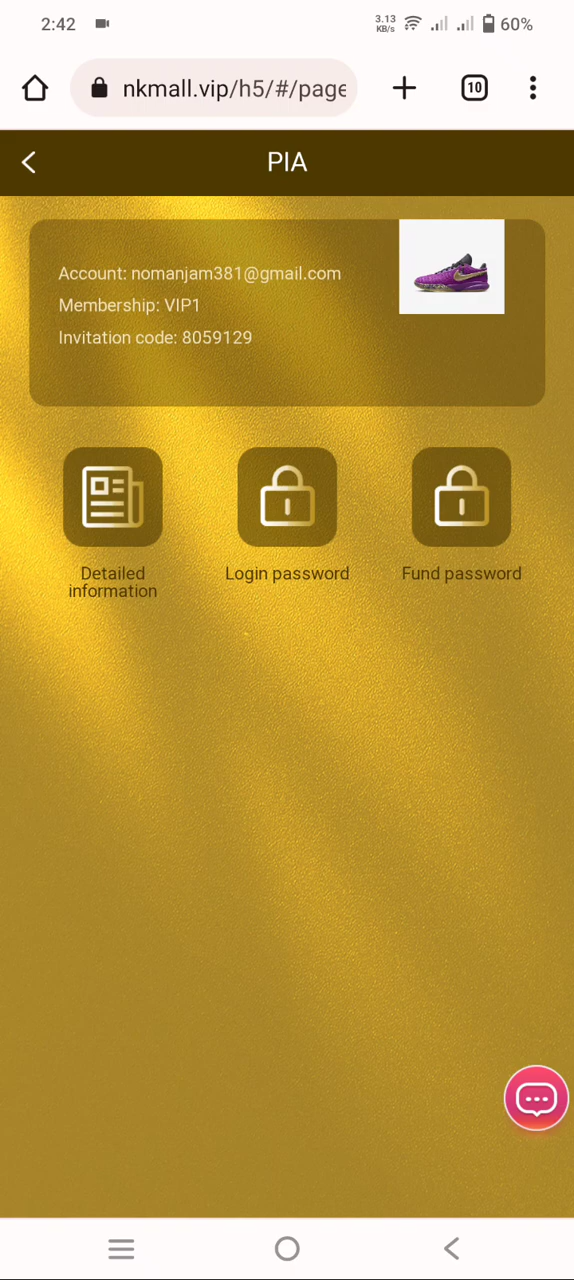 2:42
3.13
KB/s
60%
nkmall.vip/h5/#/page
10
PIA
Account: nomanjam381@gmail.com
Membership: VIP1
Invitation code: 8059129
Detailed
information
Login password
Fund password